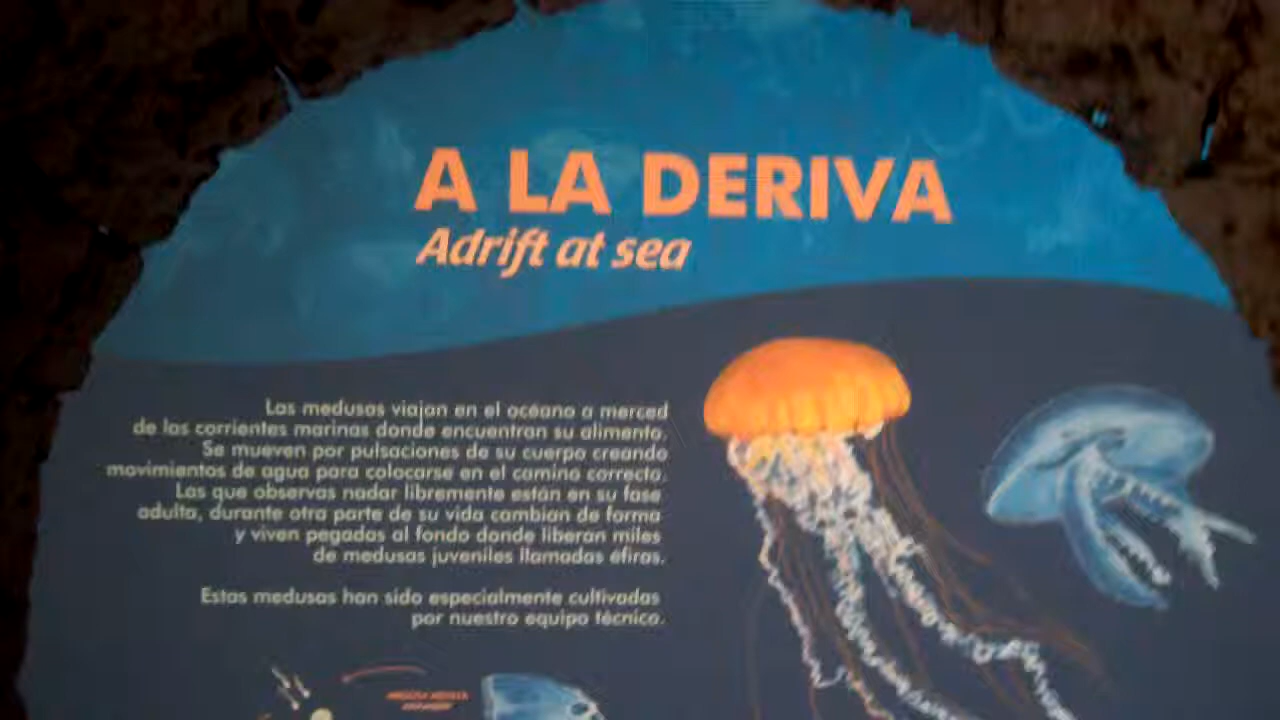 A LA DERIVA
Adrift at sea
Las medusas viajan en el océano a merced
de las corrientes marinas donde encuentran su alimento.
Se mueven por pulsaciones de su cuerpo creando
movimientos de agua para colocarse en el camino correcto.
Las que observas nadar libremente están en su fase
adulta, durante otra parte de su vida cambian de forma
y viven pegadas al fondo donde liberan miles
de medusas juveniles llamadas éfiras.
Estas medusas han sido especialmente cultivadas
por nuestro equipo técnico.